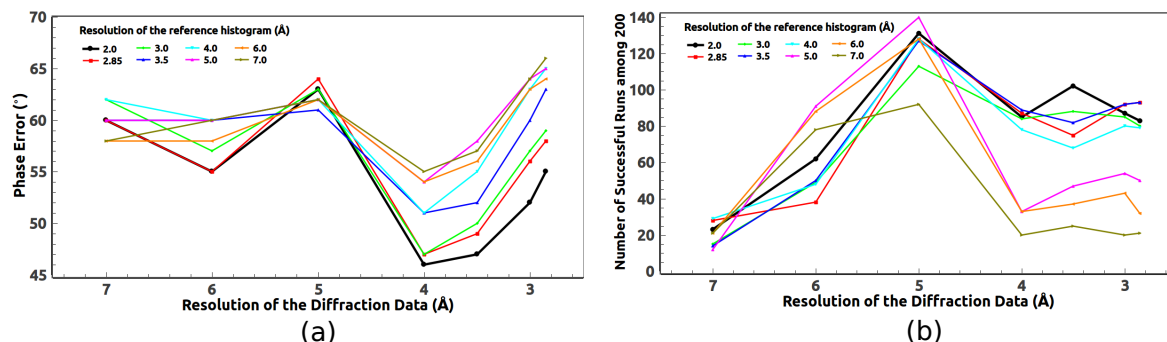 70
65
60
55
50
45
Phase Error (°)
Resolution of the reference histogram (Å)
2.0 3.0 4.0 6.0
2.85 3.5 5.0 7.0
7 6 5 4 3
Resolution of the Diffraction Data (Å)
(a)
140
120
100
80
60
40
20
0
Number of Successful Runs among 200
Resolution of the reference histogram (Å)
2.0 3.0 4.0 6.0
2.85 3.5 5.0 7.0
7 6 5 4 3
Resolution of the Diffraction Data (Å)
(b)